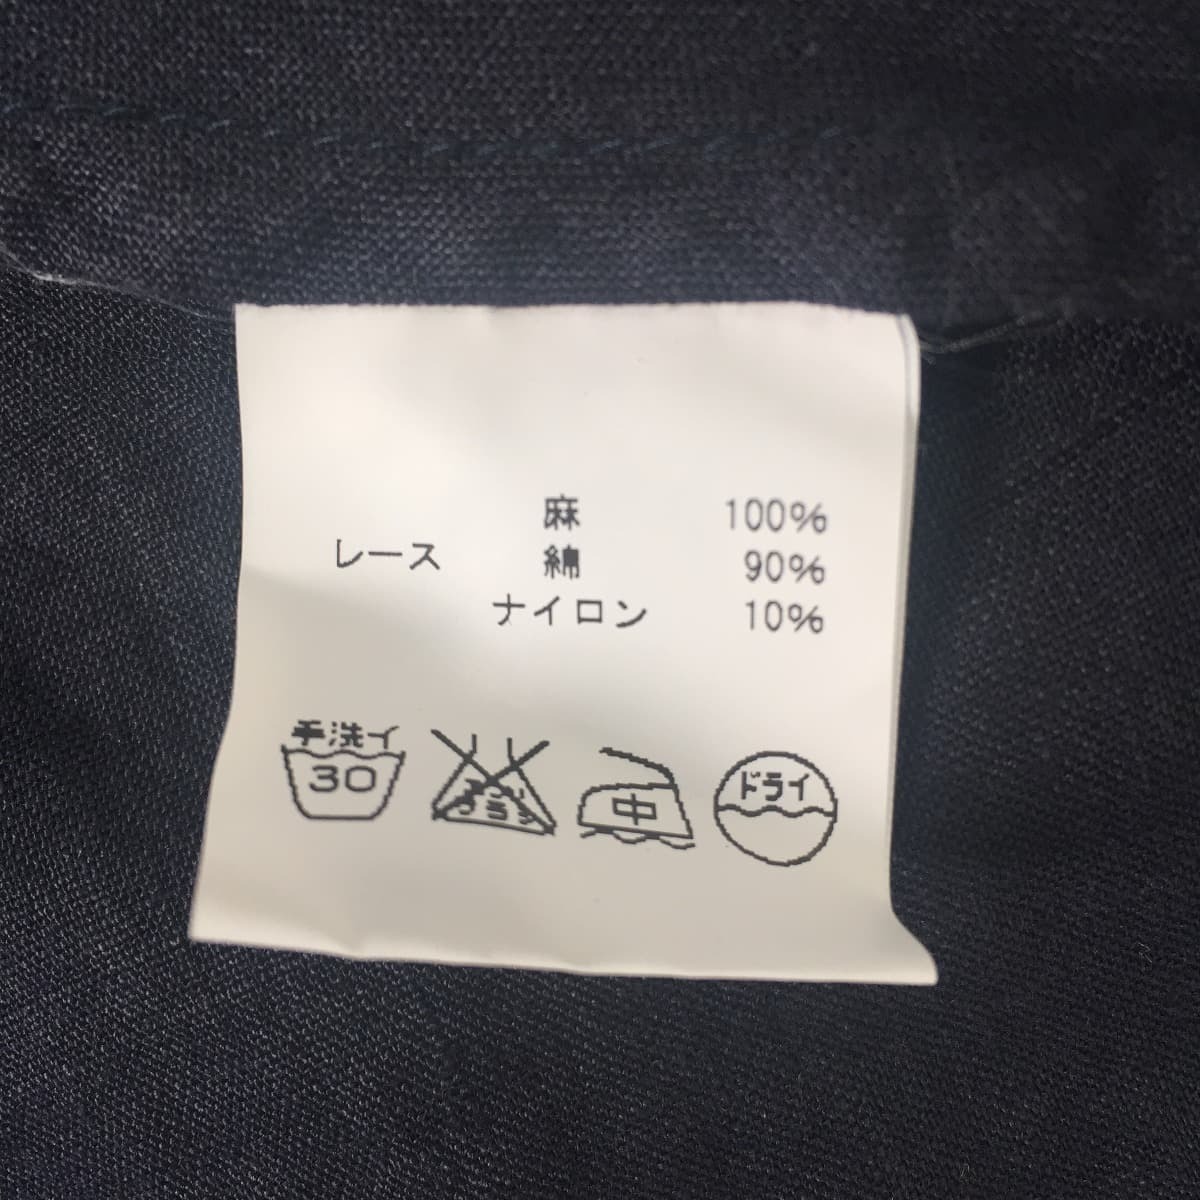 麻 100%
レース 綿 90%
ナイロン 10%
手洗イ
30
中
ドライ